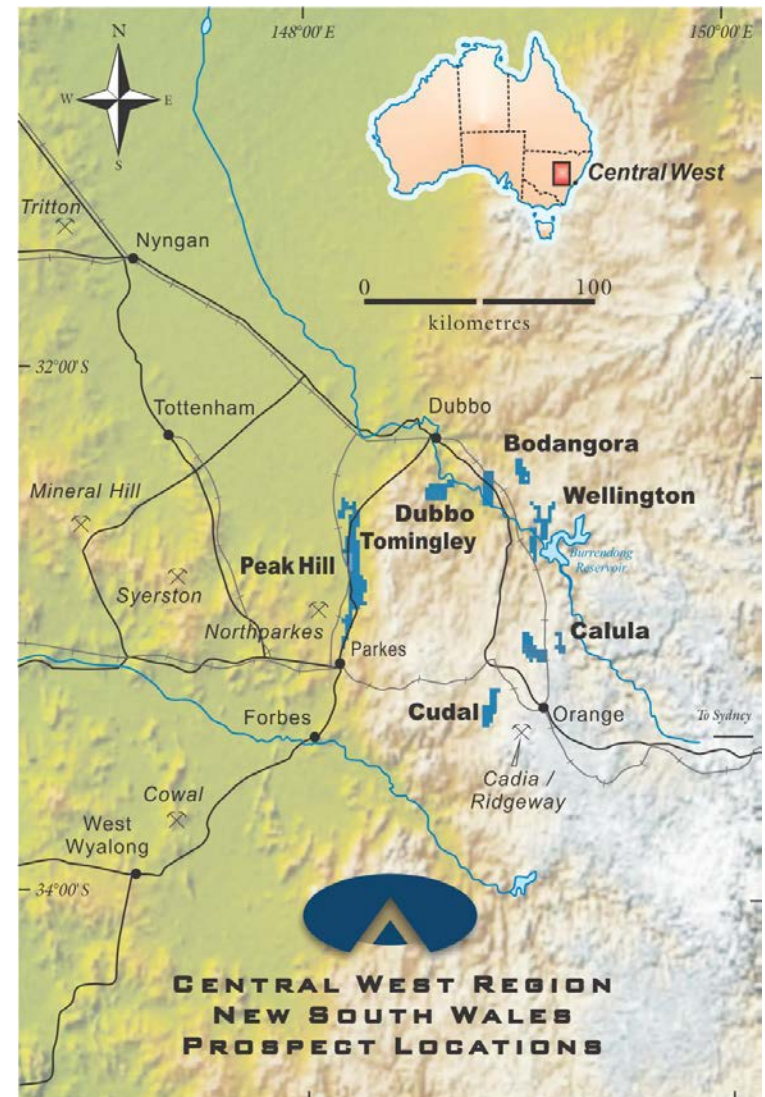 148°00' E
150°00' E
N
W
E
S
Central West
Tritton
Nyngan
0
100
kilometres
32°00' S
Tottenham
Dubbo
Bodangora
Mineral Hill
Wellington
Dubbo
Tomingley
Burrendong
Reservoir
Peak Hill
Syerston
Northparkes
Calula
Parkes
Cudal
Orange
To Sydney
Forbes
Cadia /
Ridgeway
Cowal
West
Wyalong
34°00' S
CENTRAL WEST REGION
NEW SOUTH WALES
PROSPECT LOCATIONS